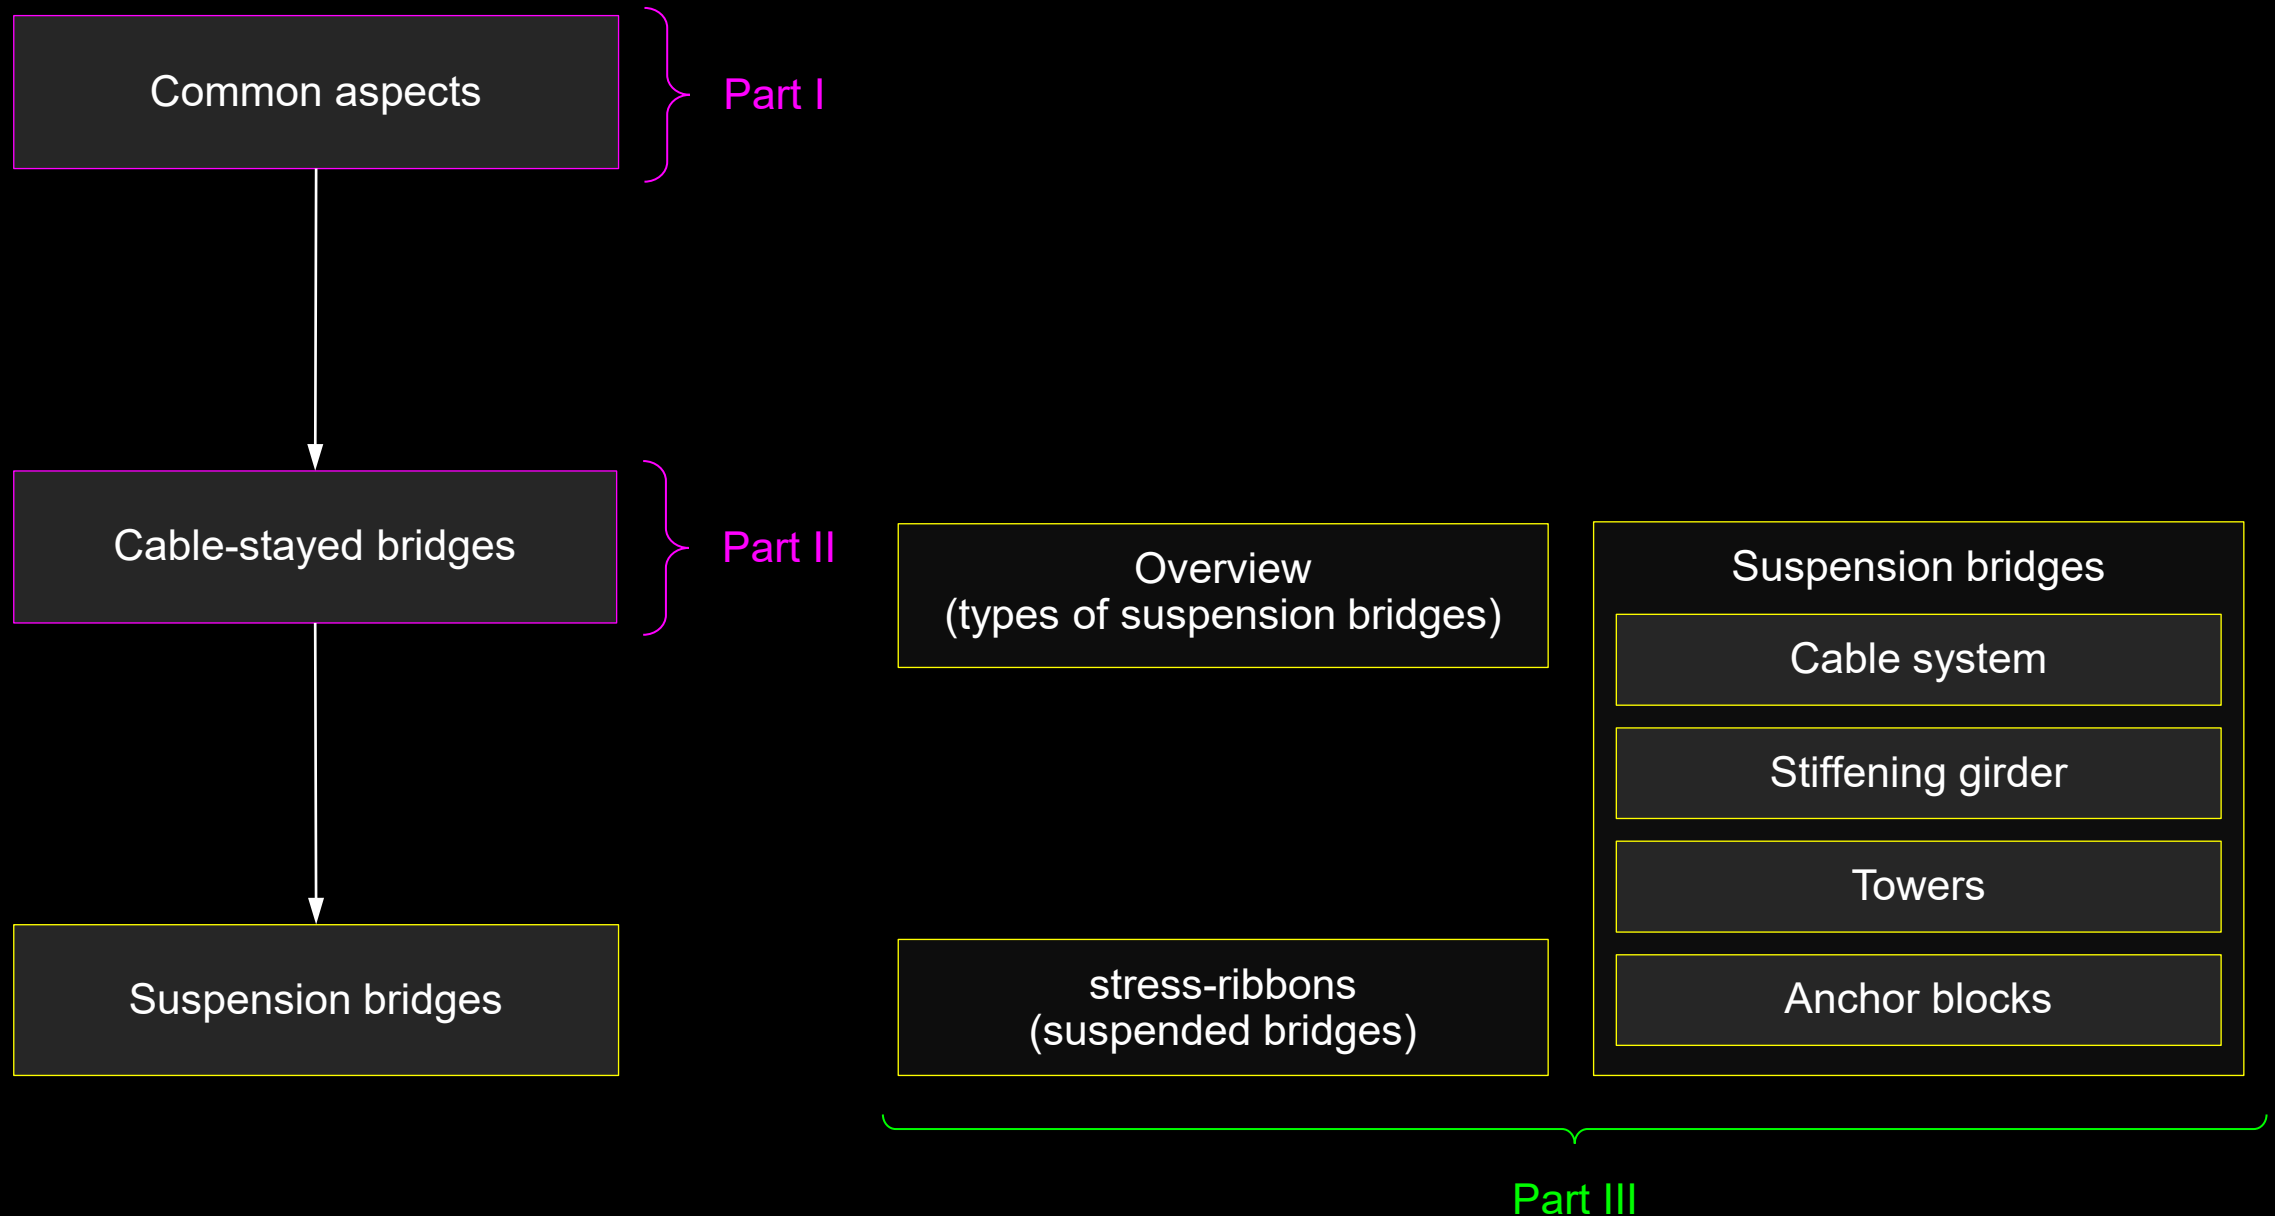 Common aspects
Part I
Cable-stayed bridges
Part II
Suspension bridges
Overview
(types of suspension bridges)
stress-ribbons
(suspended bridges)
Suspension bridges
Cable system
Stiffening girder
Towers
Anchor blocks
Part III